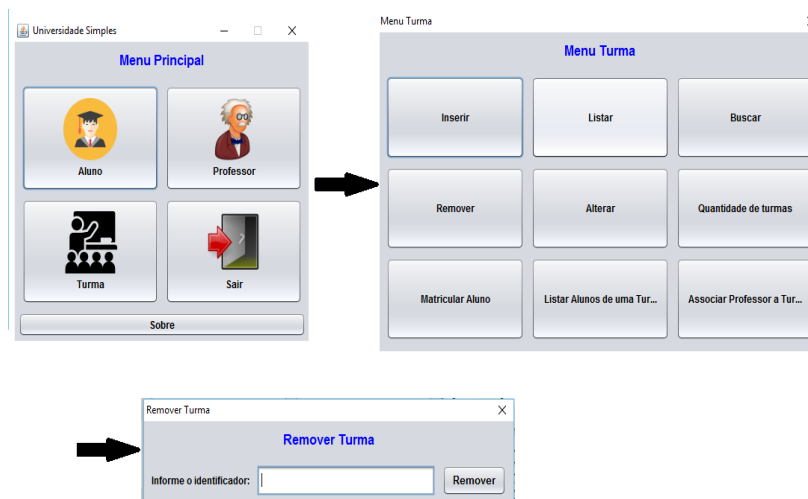 Universidade Simples
Menu Principal
Aluno
Professor
Turma
Sair
Sobre
Menu Turma
Menu Turma
Inserir
Listar
Buscar
Remover
Alterar
Quantidade de turmas
Matricular Aluno
Listar Alunos de uma Tur...
Associar Professor a Tur...
Remover Turma
Remover Turma
Informe o identificador:
Remover